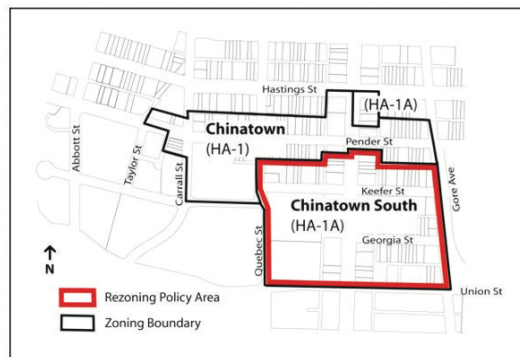 Hastings St
(HA-1A)
Chinatown
(HA-1)
Pender St
Abbott St
Taylor St
Carrall St
Keefer St
Gore Ave
Chinatown South
(HA-1A)
Quebec St
Georgia St
Union St
N
Rezoning Policy Area
Zoning Boundary